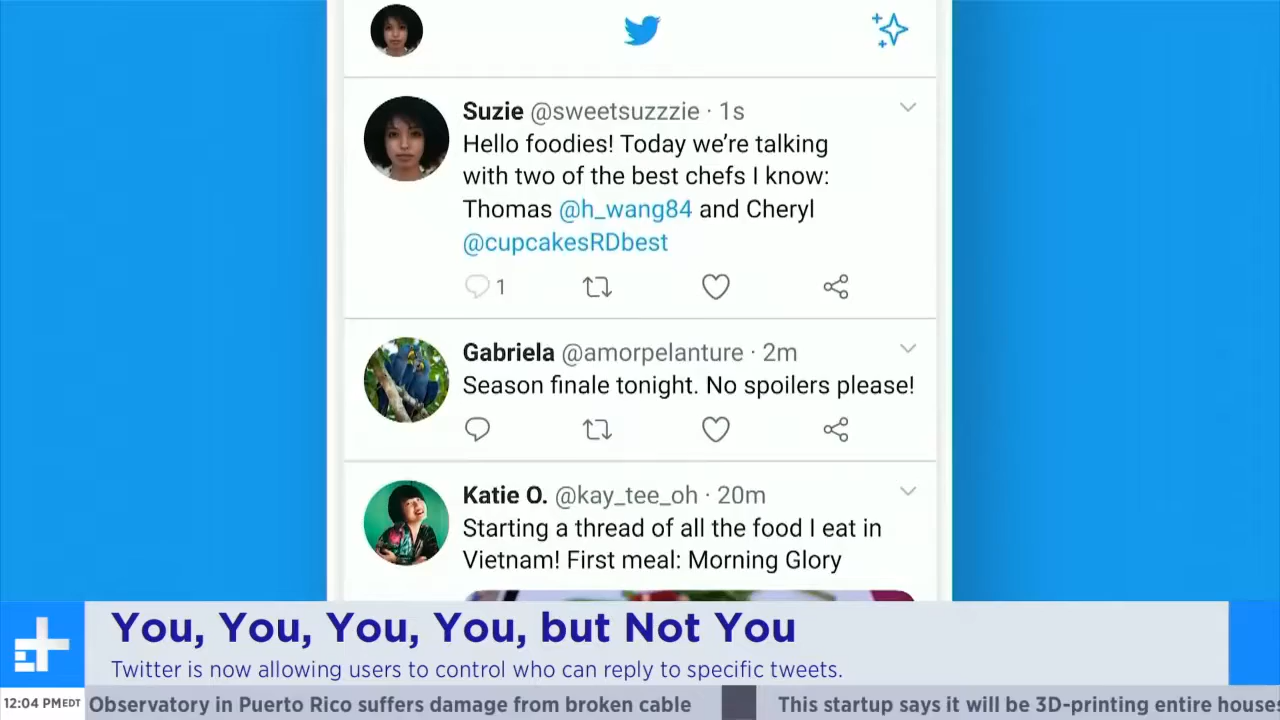 Suzie @sweetsuzzzie · 1s
Hello foodies! Today we're talking
with two of the best chefs I know:
Thomas @h_wang84 and Cheryl
@cupcakesRDbest
1
Gabriela @amorpelanture · 2m
Season finale tonight. No spoilers please!
Katie O. @kay_tee_oh · 20m
Starting a thread of all the food I eat in
Vietnam! First meal: Morning Glory
You, You, You, You, but Not You
Twitter is now allowing users to control who can reply to specific tweets.
12:04 PM EDT Observatory in Puerto Rico suffers damage from broken cable This startup says it will be 3D-printing entire houses